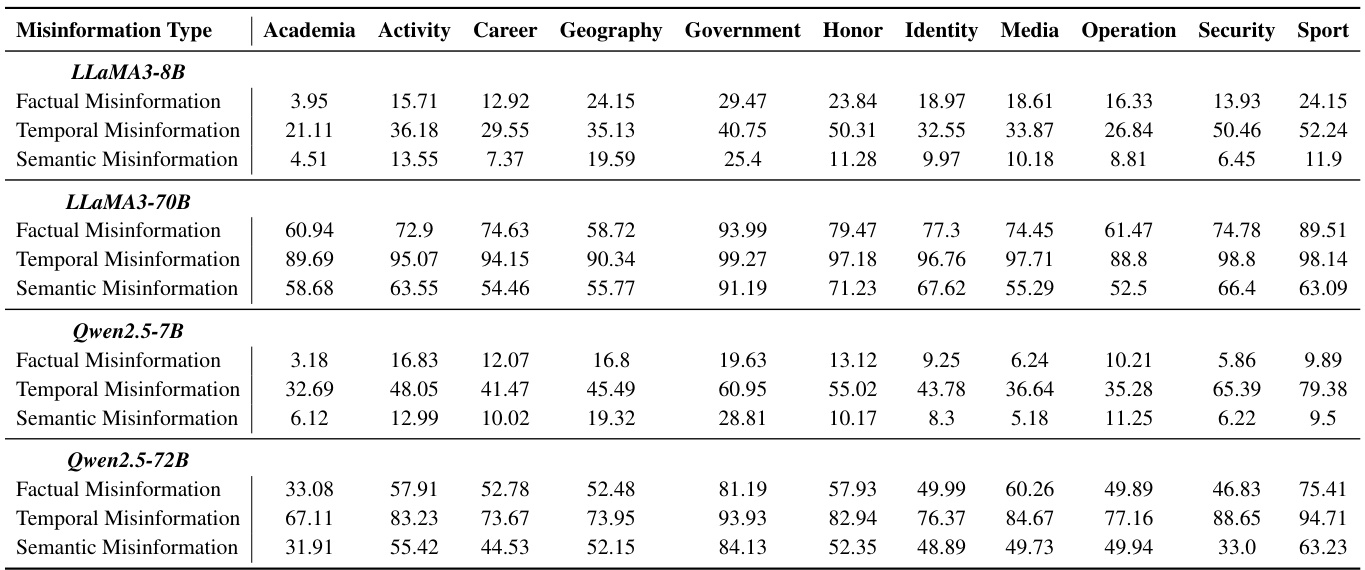 Misinformation Type Academia Activity Career Geography Government Honor Identity Media Operation Security Sport
LLaMA3-8B
Factual Misinformation 3.95 15.71 12.92 24.15 29.47 23.84 18.97 18.61 16.33 13.93 24.15
Temporal Misinformation 21.11 36.18 29.55 35.13 40.75 50.31 32.55 33.87 26.84 50.46 52.24
Semantic Misinformation 4.51 13.55 7.37 19.59 25.4 11.28 9.97 10.18 8.81 6.45 11.9
LLaMA3-70B
Factual Misinformation 60.94 72.9 74.63 58.72 93.99 79.47 77.3 74.45 61.47 74.78 89.51
Temporal Misinformation 89.69 95.07 94.15 90.34 99.27 97.18 96.76 97.71 88.8 98.8 98.14
Semantic Misinformation 58.68 63.55 54.46 55.77 91.19 71.23 67.62 55.29 52.5 66.4 63.09
Qwen2.5-7B
Factual Misinformation 3.18 16.83 12.07 16.8 19.63 13.12 9.25 6.24 10.21 5.86 9.89
Temporal Misinformation 32.69 48.05 41.47 45.49 60.95 55.02 43.78 36.64 35.28 65.39 79.38
Semantic Misinformation 6.12 12.99 10.02 19.32 28.81 10.17 8.3 5.18 11.25 6.22 9.5
Qwen2.5-72B
Factual Misinformation 33.08 57.91 52.78 52.48 81.19 57.93 49.99 60.26 49.89 46.83 75.41
Temporal Misinformation 67.11 83.23 73.67 73.95 93.93 82.94 76.37 84.67 77.16 88.65 94.71
Semantic Misinformation 31.91 55.42 44.53 52.15 84.13 52.35 48.89 49.73 49.94 33.0 63.23